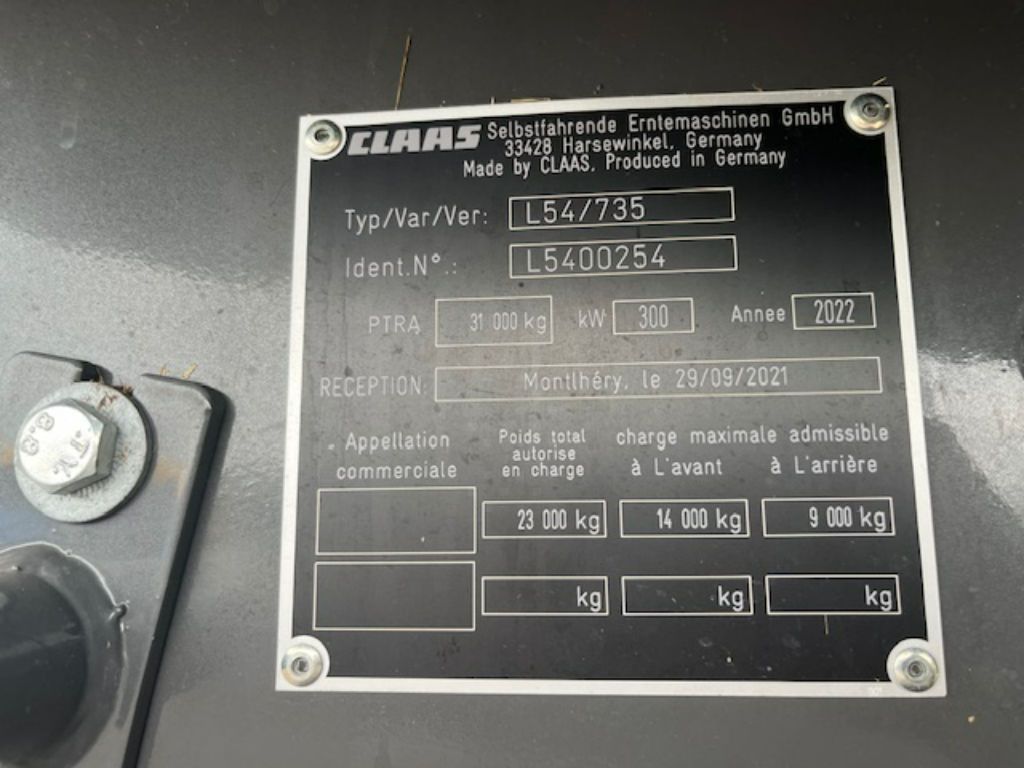 CLAAS Selbstfahrende Erntemaschinen GmbH
33428 Harsewinkel, Germany
Made by CLAAS. Produced in Germany
Typ/Var/Ver: L54/735
Ident.N°.: L5400254
PTRA 31 000 kg kW 300 Annee 2022
RECEPTION: Montlhéry, le 29/09/2021
Appellation commerciale
Poids total autorise en charge
charge maximale admissible
à L'avant à L'arrière
23 000 kg 14 000 kg 9 000 kg
kg kg kg
8.8